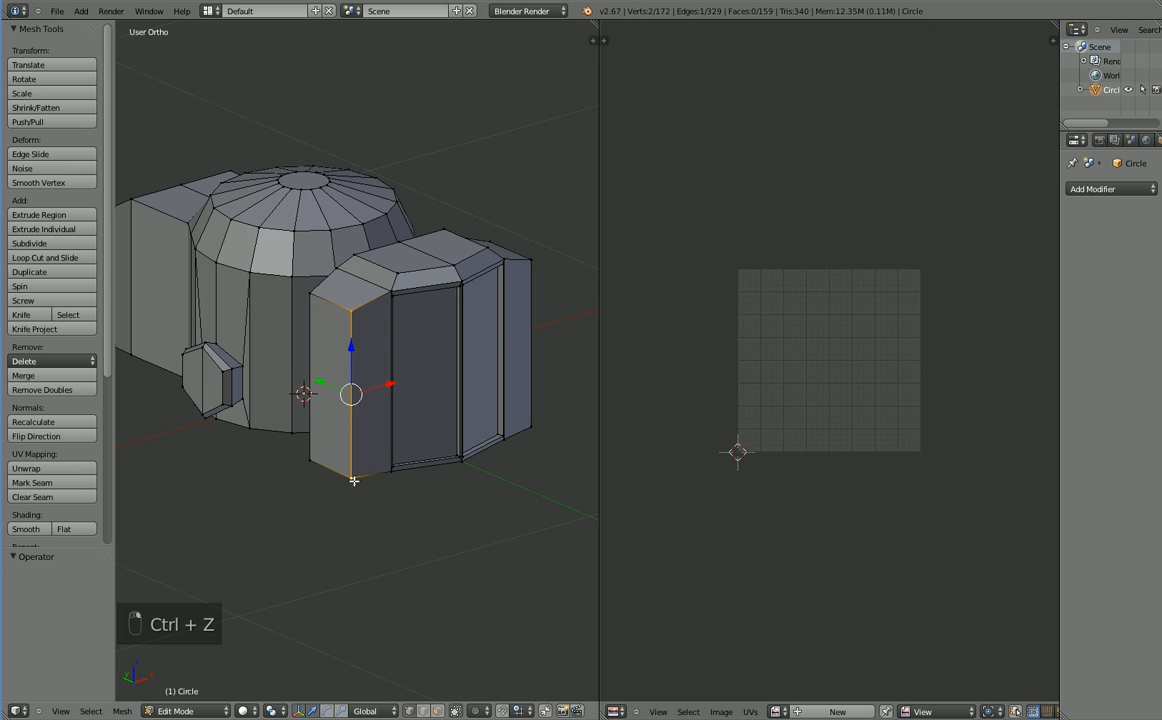 File Add Render Window Help Default Scene Blender Render v2.67 | Verts:2/172 | Edges:1/329 | Faces:0/159 | Tris:340 | Mem:12.35M (0.11M) | Circle
Mesh Tools
User Ortho
View Search
Scene
Transform:
Translate
Rotate
Scale
Shrink/Fatten
Push/Pull
Rend
Worl
Circl
Deform:
Edge Slide
Noise
Smooth Vertex
Circle
Add Modifier
Add:
Extrude Region
Extrude Individual
Subdivide
Loop Cut and Slide
Duplicate
Spin
Screw
Knife Select
Knife Project
Remove:
Delete
Merge
Remove Doubles
Normals:
Recalculate
Flip Direction
UV Mapping:
Unwrap
Mark Seam
Clear Seam
Shading:
Smooth Flat
Operator
Ctrl + Z
z
y
x
(1) Circle
View Select Mesh Edit Mode Global View Select Image UVs New View